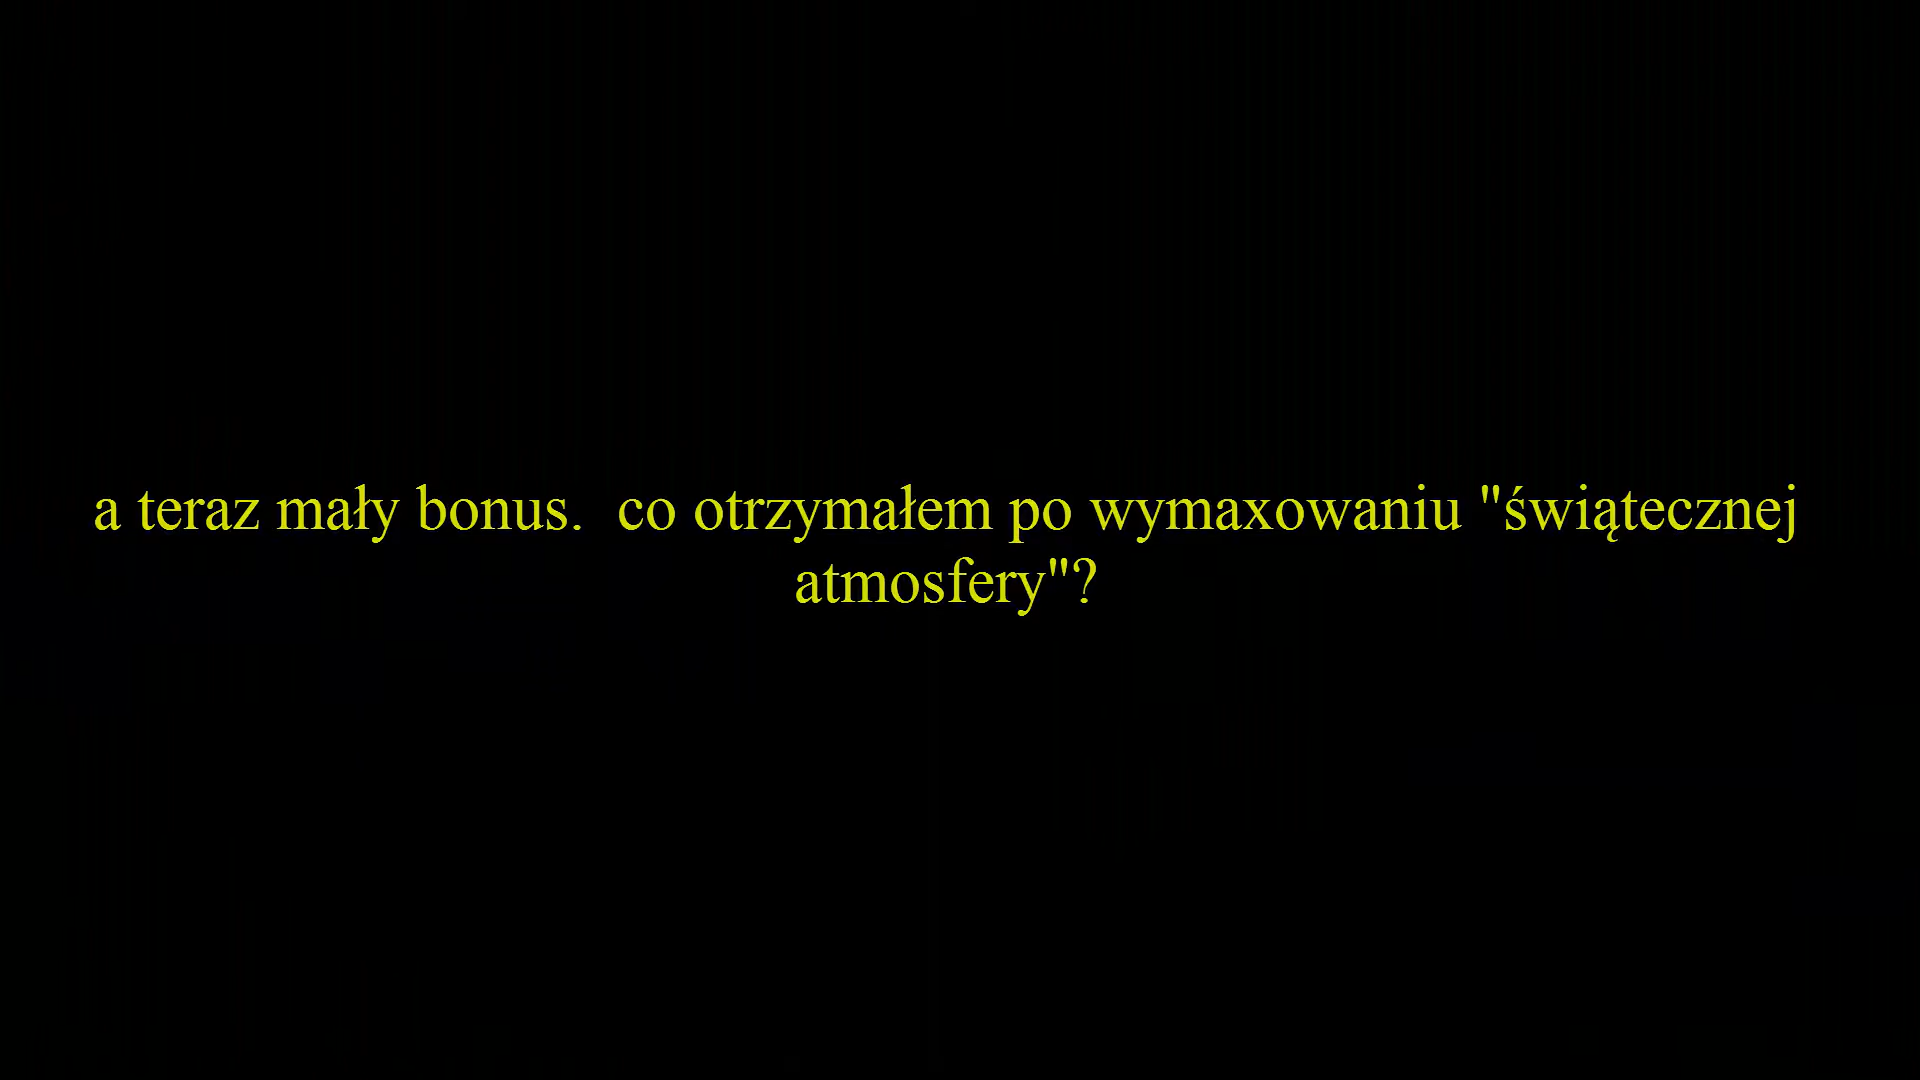 a teraz mały bonus.  co otrzymałem po wymaxowaniu "świątecznej
atmosfery"?